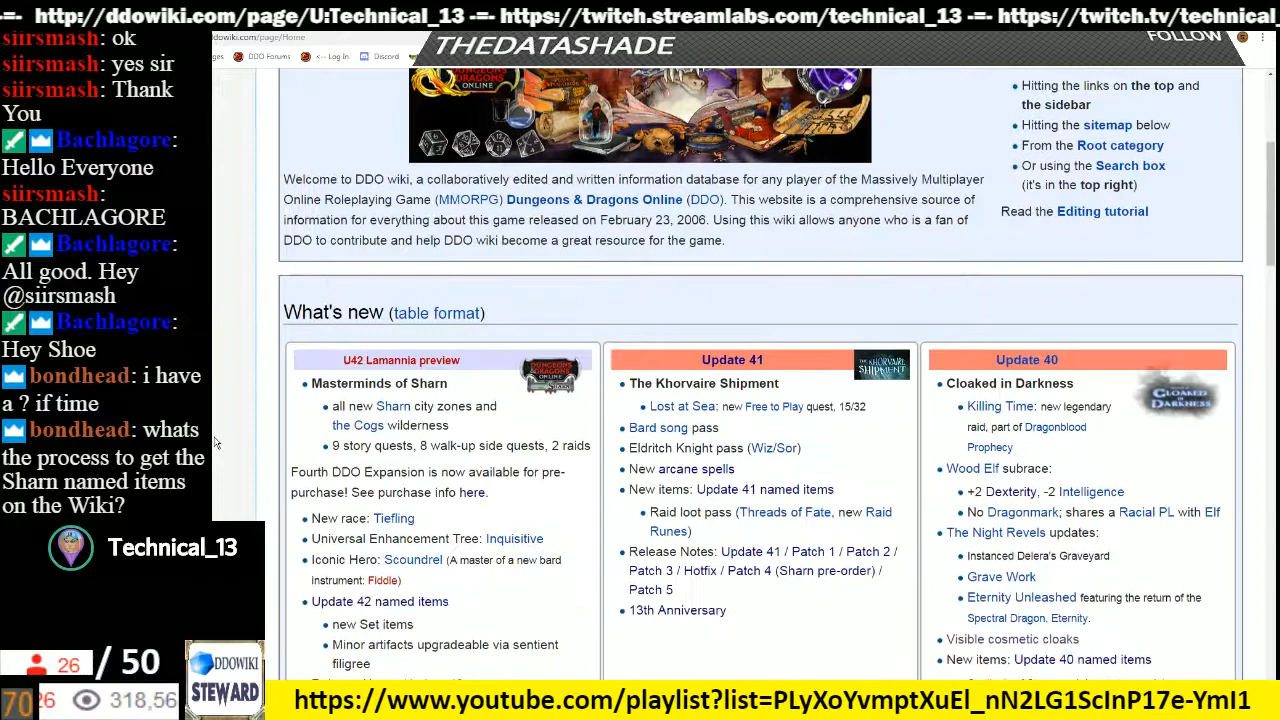 -=- http://ddowiki.com/page/U:Technical_13 -=- https://twitch.streamlabs.com/technical_13 -=- https://twitch.tv/technical_
siirsmash: ok
siirsmash: yes sir
siirsmash: Thank
You
Bachlagore:
Hello Everyone
siirsmash:
BACHLAGORE
Bachlagore:
All good. Hey
@siirsmash
Bachlagore:
Hey Shoe
bondhead: i have
a ? if time
bondhead: whats
the process to get the
Sharn named items
on the Wiki?
Technical_13
26 / 50
70
26
318,56
DDOWIKI
STEWARD
dowiki.com/page/Home
THEDATASHADE
FOLLOW
ges
DDO Forums
<-- Log In
Discord
DUNGEONS
DRAGONS
ONLINE
Hitting the links on the top and
the sidebar
Hitting the sitemap below
From the Root category
Or using the Search box
(it's in the top right)
Read the Editing tutorial
Welcome to DDO wiki, a collaboratively edited and written information database for any player of the Massively Multiplayer
Online Roleplaying Game (MMORPG) Dungeons & Dragons Online (DDO). This website is a comprehensive source of
information for everything about this game released on February 23, 2006. Using this wiki allows anyone who is a fan of
DDO to contribute and help DDO wiki become a great resource for the game.
What's new (table format)
U42 Lamannia preview
Masterminds of Sharn
all new Sharn city zones and
the Cogs wilderness
9 story quests, 8 walk-up side quests, 2 raids
Fourth DDO Expansion is now available for pre-
purchase! See purchase info here.
New race: Tiefling
Universal Enhancement Tree: Inquisitive
Iconic Hero: Scoundrel (A master of a new bard
instrument: Fiddle)
Update 42 named items
new Set items
Minor artifacts upgradeable via sentient
filigree
Update 41
THE KHORVAIRE
SHIPMENT
The Khorvaire Shipment
Lost at Sea: new Free to Play quest, 15/32
Bard song pass
Eldritch Knight pass (Wiz/Sor)
New arcane spells
New items: Update 41 named items
Raid loot pass (Threads of Fate, new Raid
Runes)
Release Notes: Update 41 / Patch 1 / Patch 2 /
Patch 3 / Hotfix / Patch 4 (Sharn pre-order) /
Patch 5
13th Anniversary
Update 40
CLOAKED IN
DARKNESS
Cloaked in Darkness
Killing Time: new legendary
raid, part of Dragonblood
Prophecy
Wood Elf subrace:
+2 Dexterity, -2 Intelligence
No Dragonmark; shares a Racial PL with Elf
The Night Revels updates:
Instanced Delera's Graveyard
Grave Work
Eternity Unleashed featuring the return of the
Spectral Dragon, Eternity.
Visible cosmetic cloaks
New items: Update 40 named items
https://www.youtube.com/playlist?list=PLyXoYvmptXuEl_nN2LG1ScInP17e-YmI1